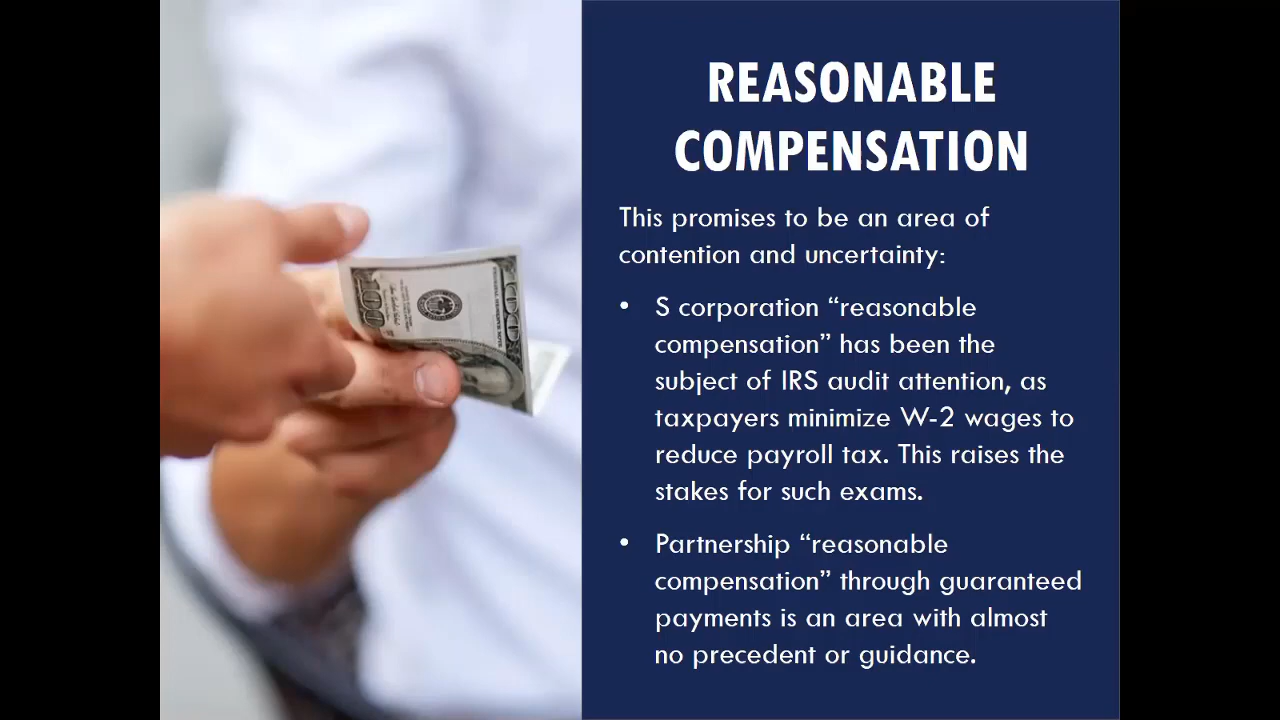 REASONABLE
COMPENSATION
This promises to be an area of
contention and uncertainty:
• S corporation “reasonable
compensation” has been the
subject of IRS audit attention, as
taxpayers minimize W-2 wages to
reduce payroll tax. This raises the
stakes for such exams.
• Partnership “reasonable
compensation” through guaranteed
payments is an area with almost
no precedent or guidance.
100